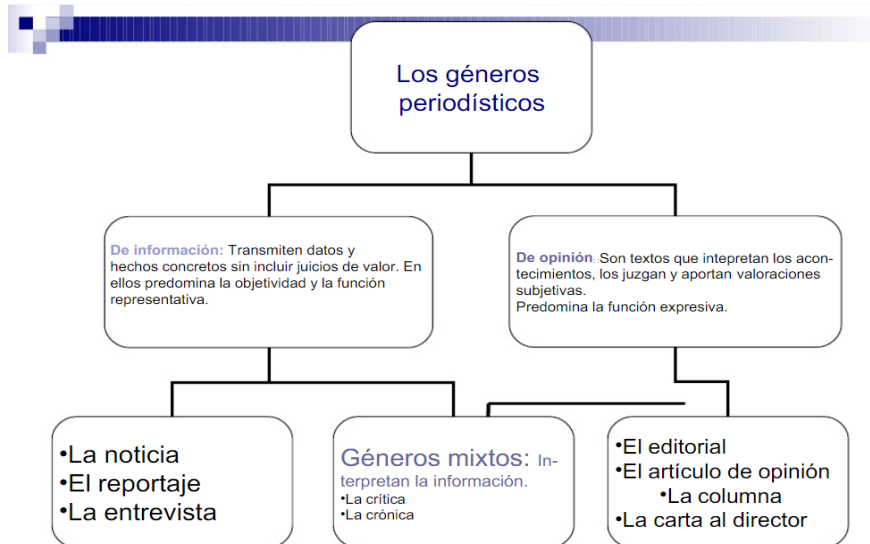 Los géneros
periodísticos
De información: Transmiten datos y
hechos concretos sin incluir juicios de valor. En
ellos predomina la objetividad y la función
representativa.
De opinión: Son textos que intepretan los acon-
tecimientos, los juzgan y aportan valoraciones
subjetivas.
Predomina la función expresiva.
•La noticia
•El reportaje
•La entrevista
Géneros mixtos: In-
terpretan la información.
•La crítica
•La crónica
•El editorial
•El artículo de opinión
•La columna
•La carta al director